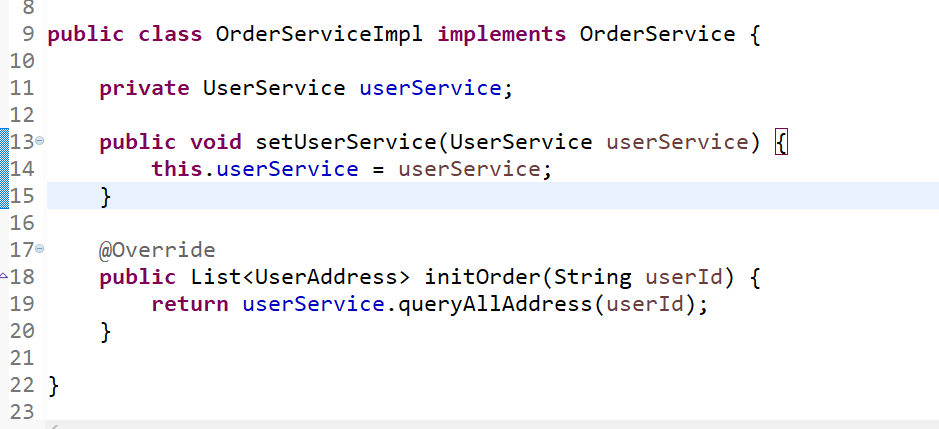 8
9 public class OrderServiceImpl implements OrderService {
10
11     private UserService userService;
12
13     public void setUserService(UserService userService) {
14         this.userService = userService;
15     }
16
17     @Override
18     public List<UserAddress> initOrder(String userId) {
19         return userService.queryAllAddress(userId);
20     }
21
22 }
23